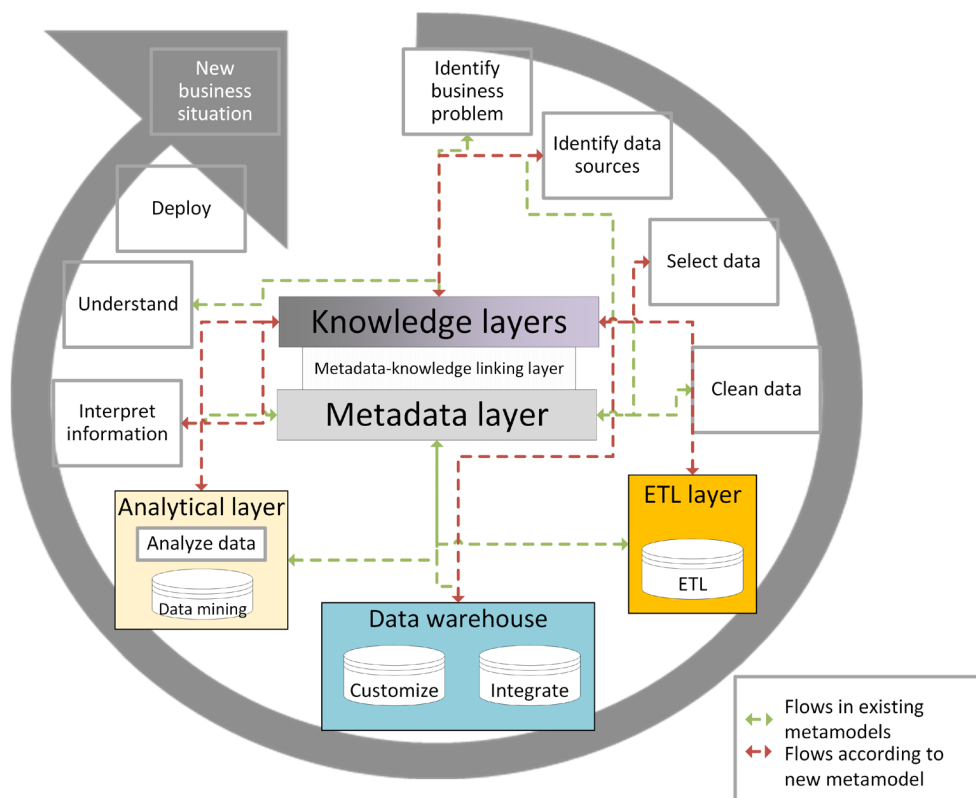 New
business
situation
Identify
business
problem
Identify data
sources
Deploy
Select data
Understand
Knowledge layers
Metadata-knowledge linking layer
Metadata layer
Clean data
Interpret
information
Analytical layer
Analyze data
Data mining
ETL layer
ETL
Data warehouse
Customize
Integrate
Flows in existing
metamodels
Flows according to
new metamodel